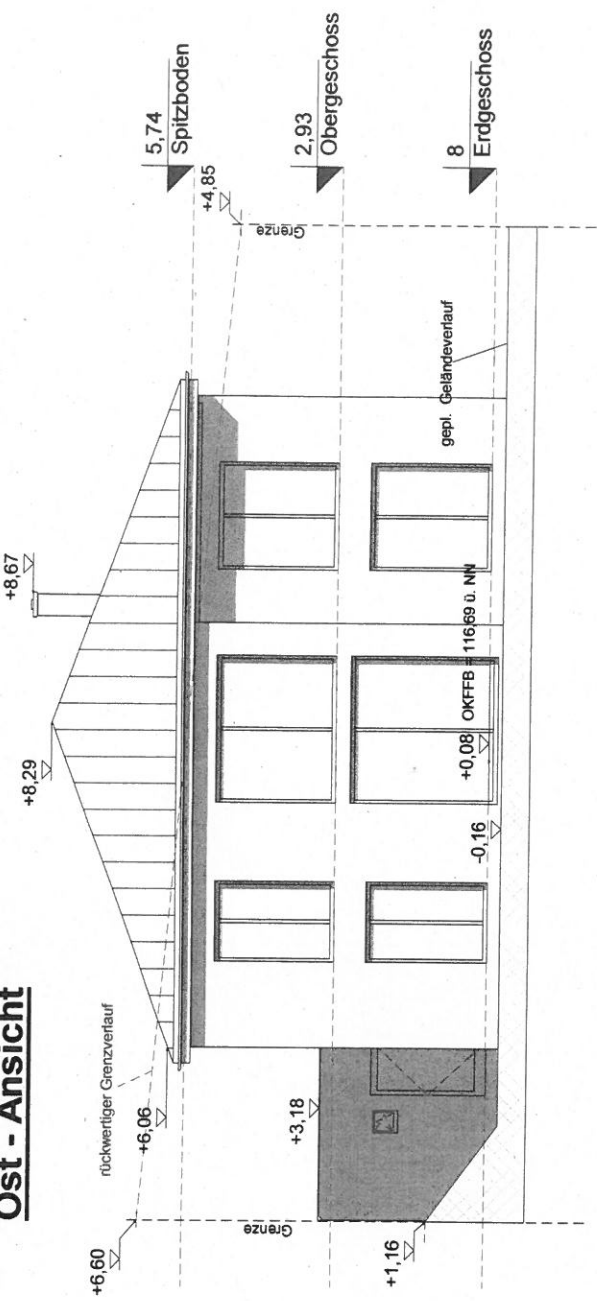 Ost - Ansicht
+8,67
+8,29
5,74
Spitzboden
+6,60
rückwertiger Grenzverlauf
+6,06
+4,85
Grenze
2,93
Obergeschoss
+3,18
Grenze
+1,16
gepl. Geländeverlauf
8
Erdgeschoss
+0,08 OKFFB = 116,69 ü. NN
-0,16